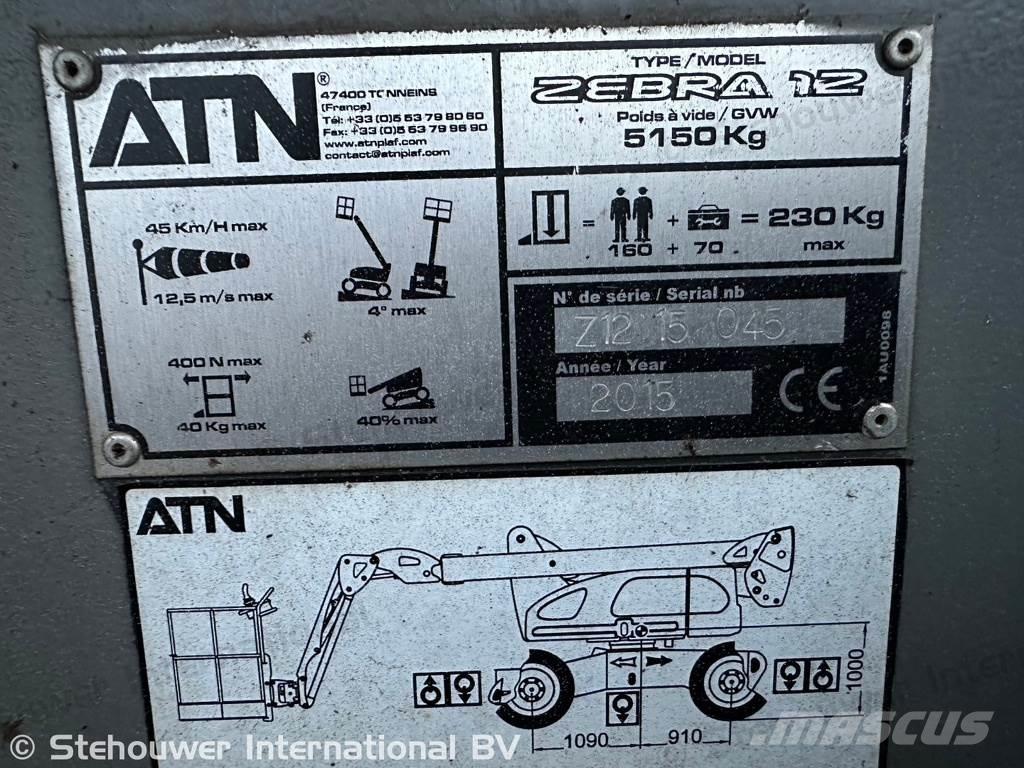 ATN®
47400 TONNEINS
(France)
Tél: +33 (0)5 53 79 80 60
Fax: +33 (0)5 53 79 96 90
www.atnplaf.com
contact@atnplaf.com
TYPE / MODEL
ZEBRA 12
Poids à vide / GVW
5150 Kg
45 Km/H max
12,5 m/s max
4° max
400 N max
40 Kg max
40% max
= + = 230 Kg
160 + 70 max
N° de série / Serial nb
Z12 15 045
Année / Year
2015
CE
1AU0098
ATN
1000
1090
910
© Stehouwer International BV
MASCUS